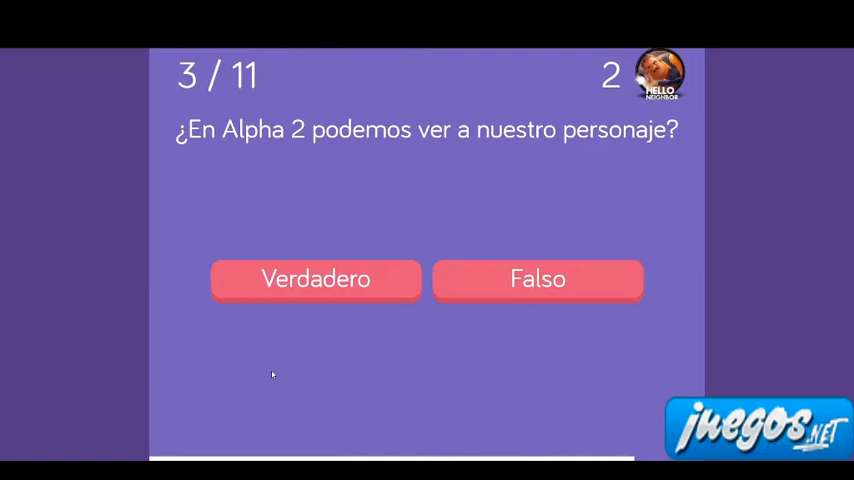 3 / 11
2
HELLO
NEIGHBOR
¿En Alpha 2 podemos ver a nuestro personaje?
Verdadero
Falso
juegos.NET